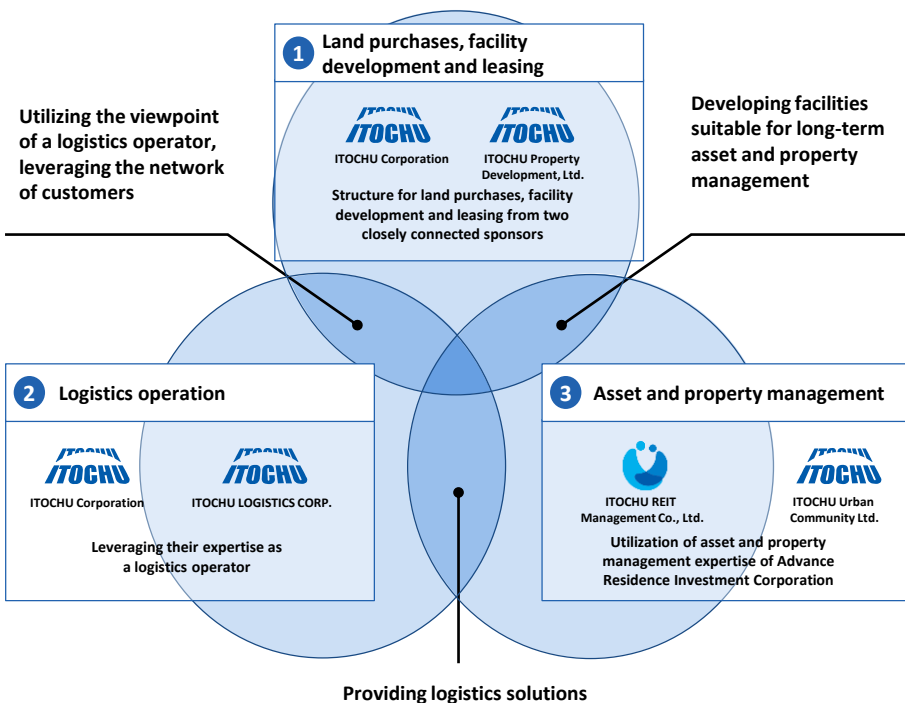 1 Land purchases, facility
development and leasing
ITOCHU
ITOCHU
ITOCHU Corporation
ITOCHU
ITOCHU
ITOCHU Property
Development, Ltd.
Structure for land purchases, facility
development and leasing from two
closely connected sponsors
Utilizing the viewpoint
of a logistics operator,
leveraging the network
of customers
Developing facilities
suitable for long-term
asset and property
management
2 Logistics operation
ITOCHU
ITOCHU
ITOCHU Corporation
ITOCHU
ITOCHU
ITOCHU LOGISTICS CORP.
Leveraging their expertise as
a logistics operator
3 Asset and property management
ITOCHU REIT
Management Co., Ltd.
ITOCHU
ITOCHU
ITOCHU Urban
Community Ltd.
Utilization of asset and property
management expertise of Advance
Residence Investment Corporation
Providing logistics solutions